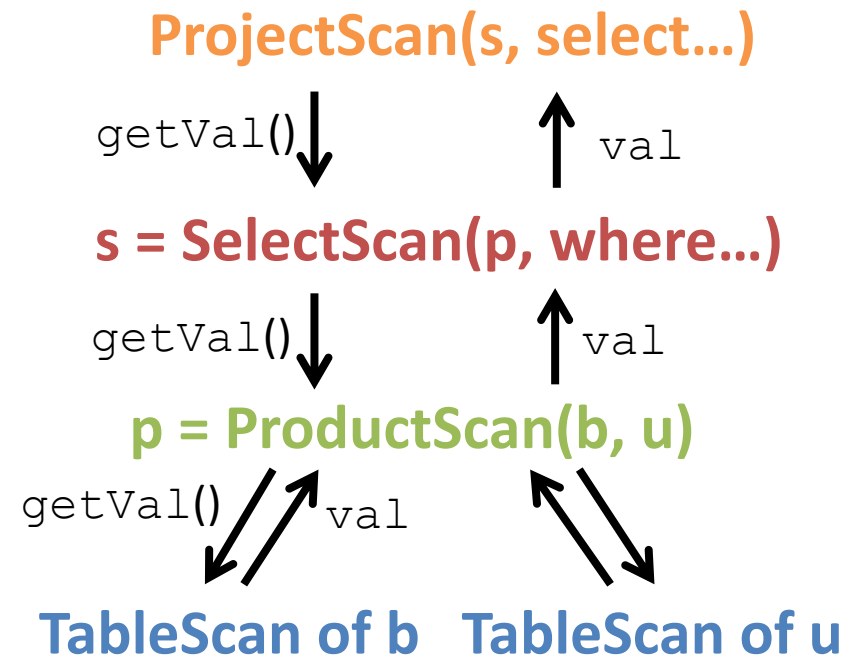 ProjectScan(s, select…)
getVal() val
s = SelectScan(p, where…)
getVal() val
p = ProductScan(b, u)
getVal() val
TableScan of b TableScan of u